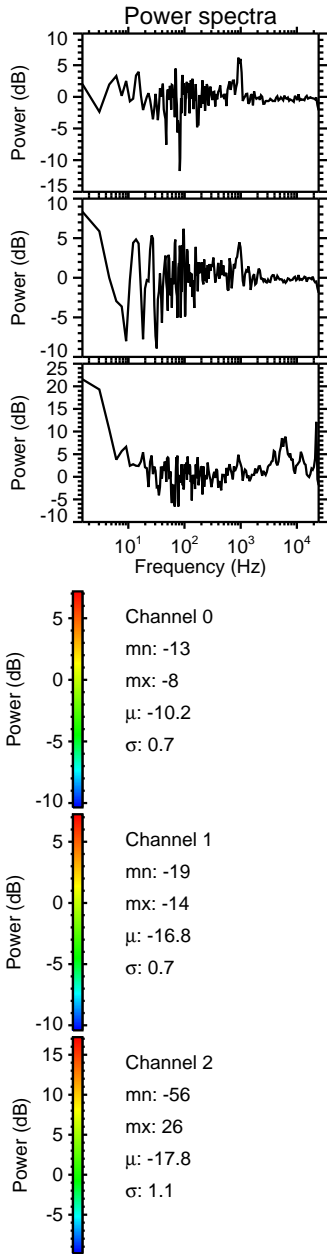 Power spectra
Power (dB)
10
5
0
-5
-10
-15
Power (dB)
10
5
0
-5
-10
Power (dB)
25
20
15
10
5
0
-5
-10
10¹ 10² 10³ 10⁴
Frequency (Hz)
Power (dB)
5
0
-5
-10
Channel 0
mn: -13
mx: -8
μ: -10.2
σ: 0.7
Power (dB)
5
0
-5
-10
Channel 1
mn: -19
mx: -14
μ: -16.8
σ: 0.7
Power (dB)
15
10
5
0
-5
Channel 2
mn: -56
mx: 26
μ: -17.8
σ: 1.1